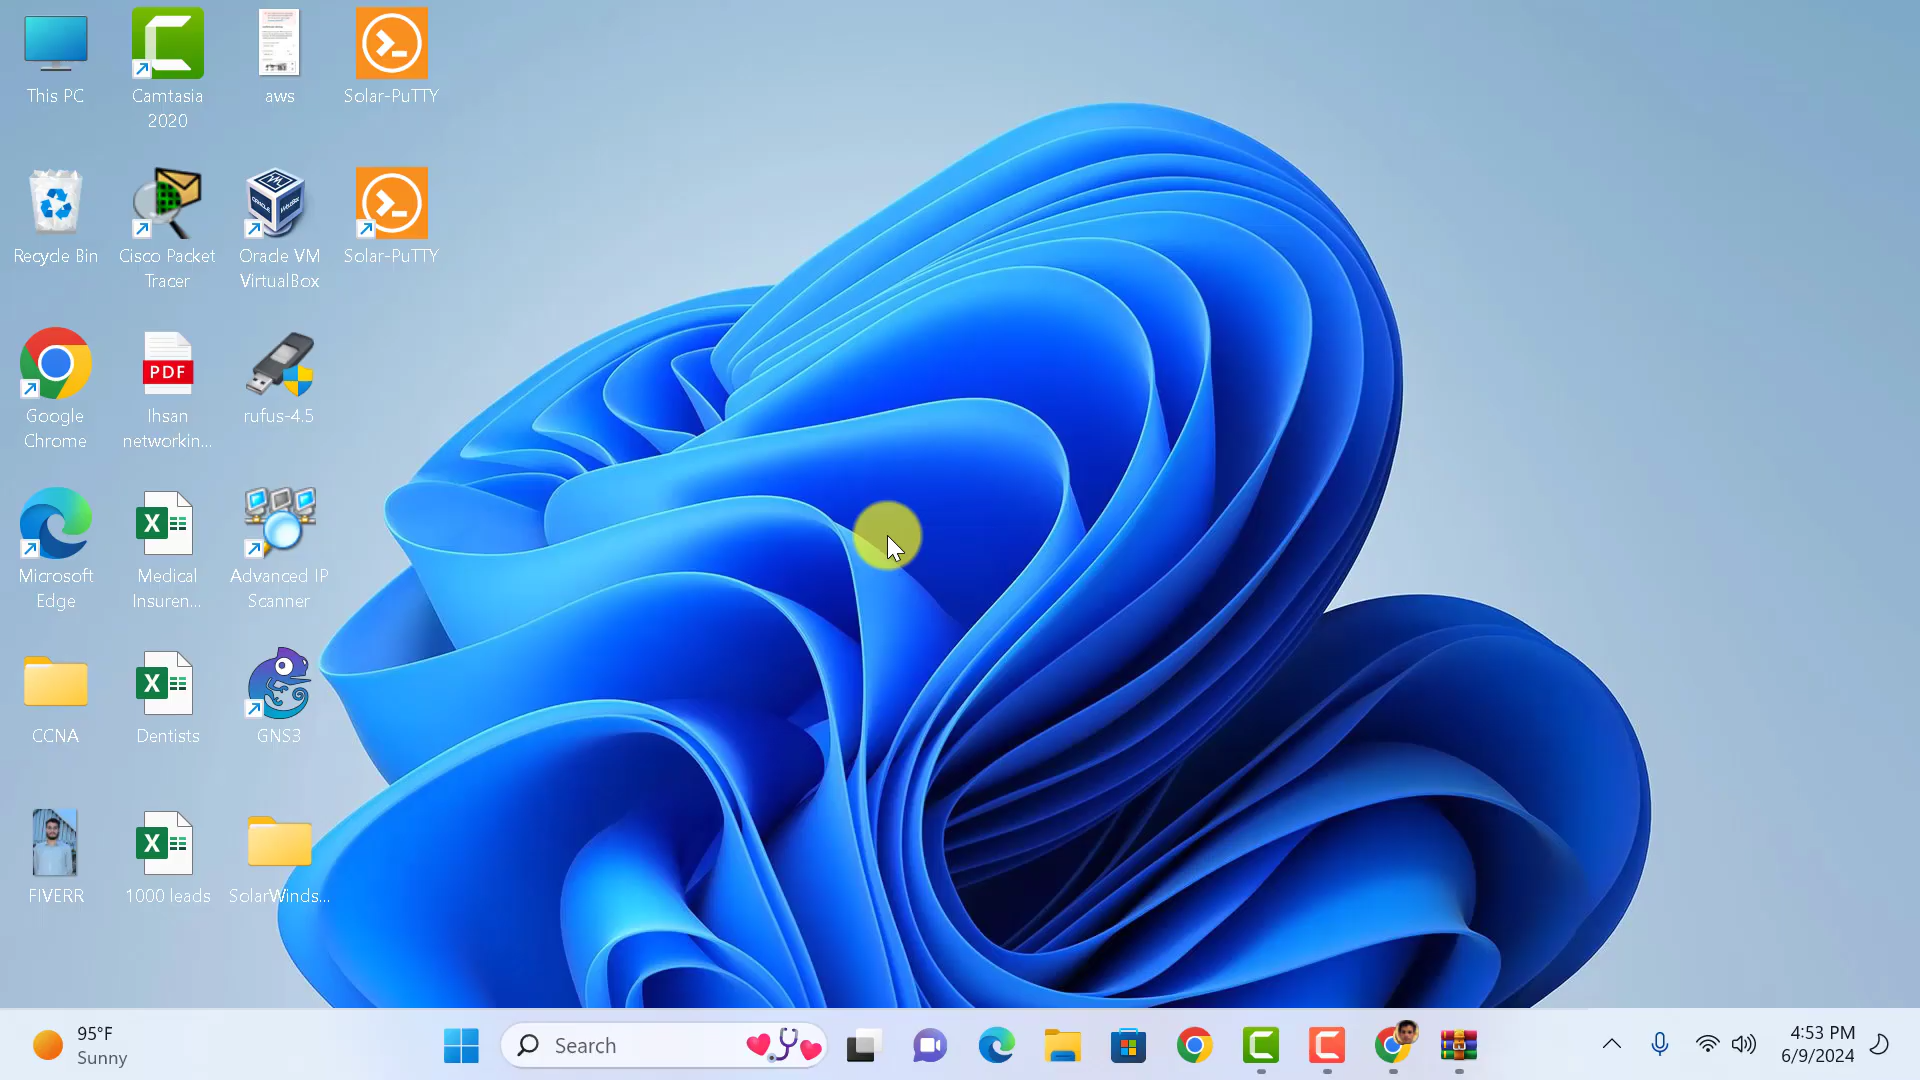 This PC
Camtasia
2020
aws
Solar-PuTTY
Recycle Bin
Cisco Packet
Tracer
Oracle VM
VirtualBox
Solar-PuTTY
Google
Chrome
PDF
Ihsan
networkin...
rufus-4.5
Microsoft
Edge
Medical
Insuren...
Advanced IP
Scanner
CCNA
Dentists
GNS3
FIVERR
1000 leads
SolarWinds...
95°F
Sunny
Search
4:53 PM
6/9/2024